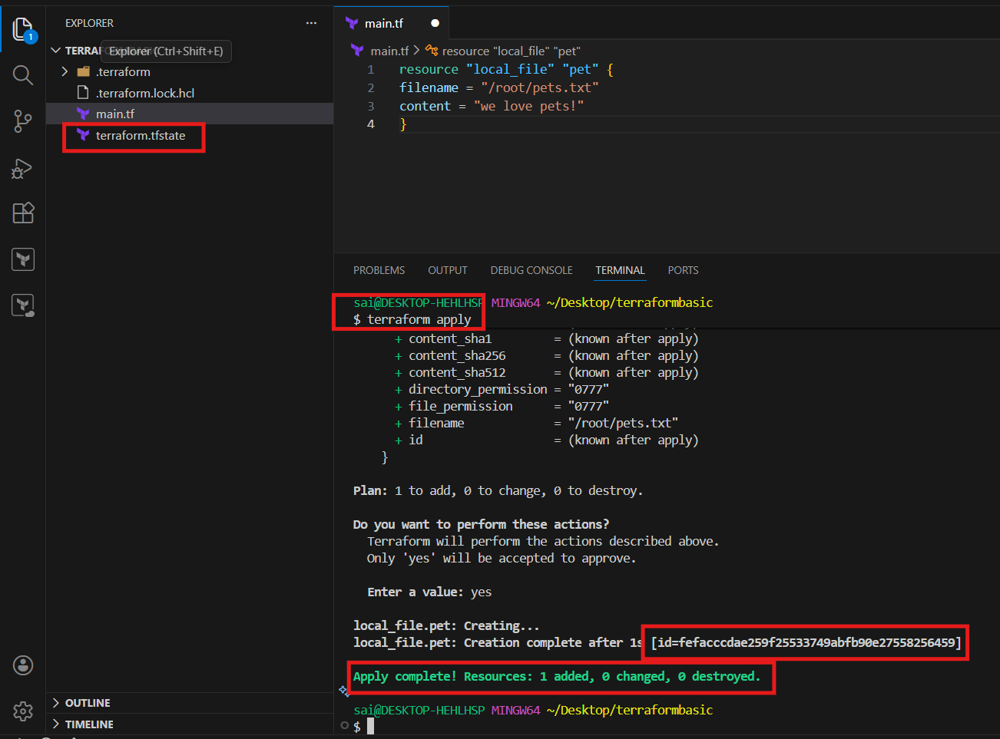 EXPLORER
TERRA
Explorer (Ctrl+Shift+E)
.terraform
.terraform.lock.hcl
main.tf
terraform.tfstate
OUTLINE
TIMELINE
1
main.tf
main.tf > resource "local_file" "pet"
1 resource "local_file" "pet" {
2 filename = "/root/pets.txt"
3 content = "we love pets!"
4 }
PROBLEMS OUTPUT DEBUG CONSOLE TERMINAL PORTS
sai@DESKTOP-HEHLHSP MINGW64 ~/Desktop/terraformbasic
$ terraform apply
+ content_sha1 = (known after apply)
+ content_sha256 = (known after apply)
+ content_sha512 = (known after apply)
+ directory_permission = "0777"
+ file_permission = "0777"
+ filename = "/root/pets.txt"
+ id = (known after apply)
}
Plan: 1 to add, 0 to change, 0 to destroy.
Do you want to perform these actions?
Terraform will perform the actions described above.
Only 'yes' will be accepted to approve.
Enter a value: yes
local_file.pet: Creating...
local_file.pet: Creation complete after 1s [id=fefacccdae259f25533749abfb90e27558256459]
Apply complete! Resources: 1 added, 0 changed, 0 destroyed.
sai@DESKTOP-HEHLHSP MINGW64 ~/Desktop/terraformbasic
$